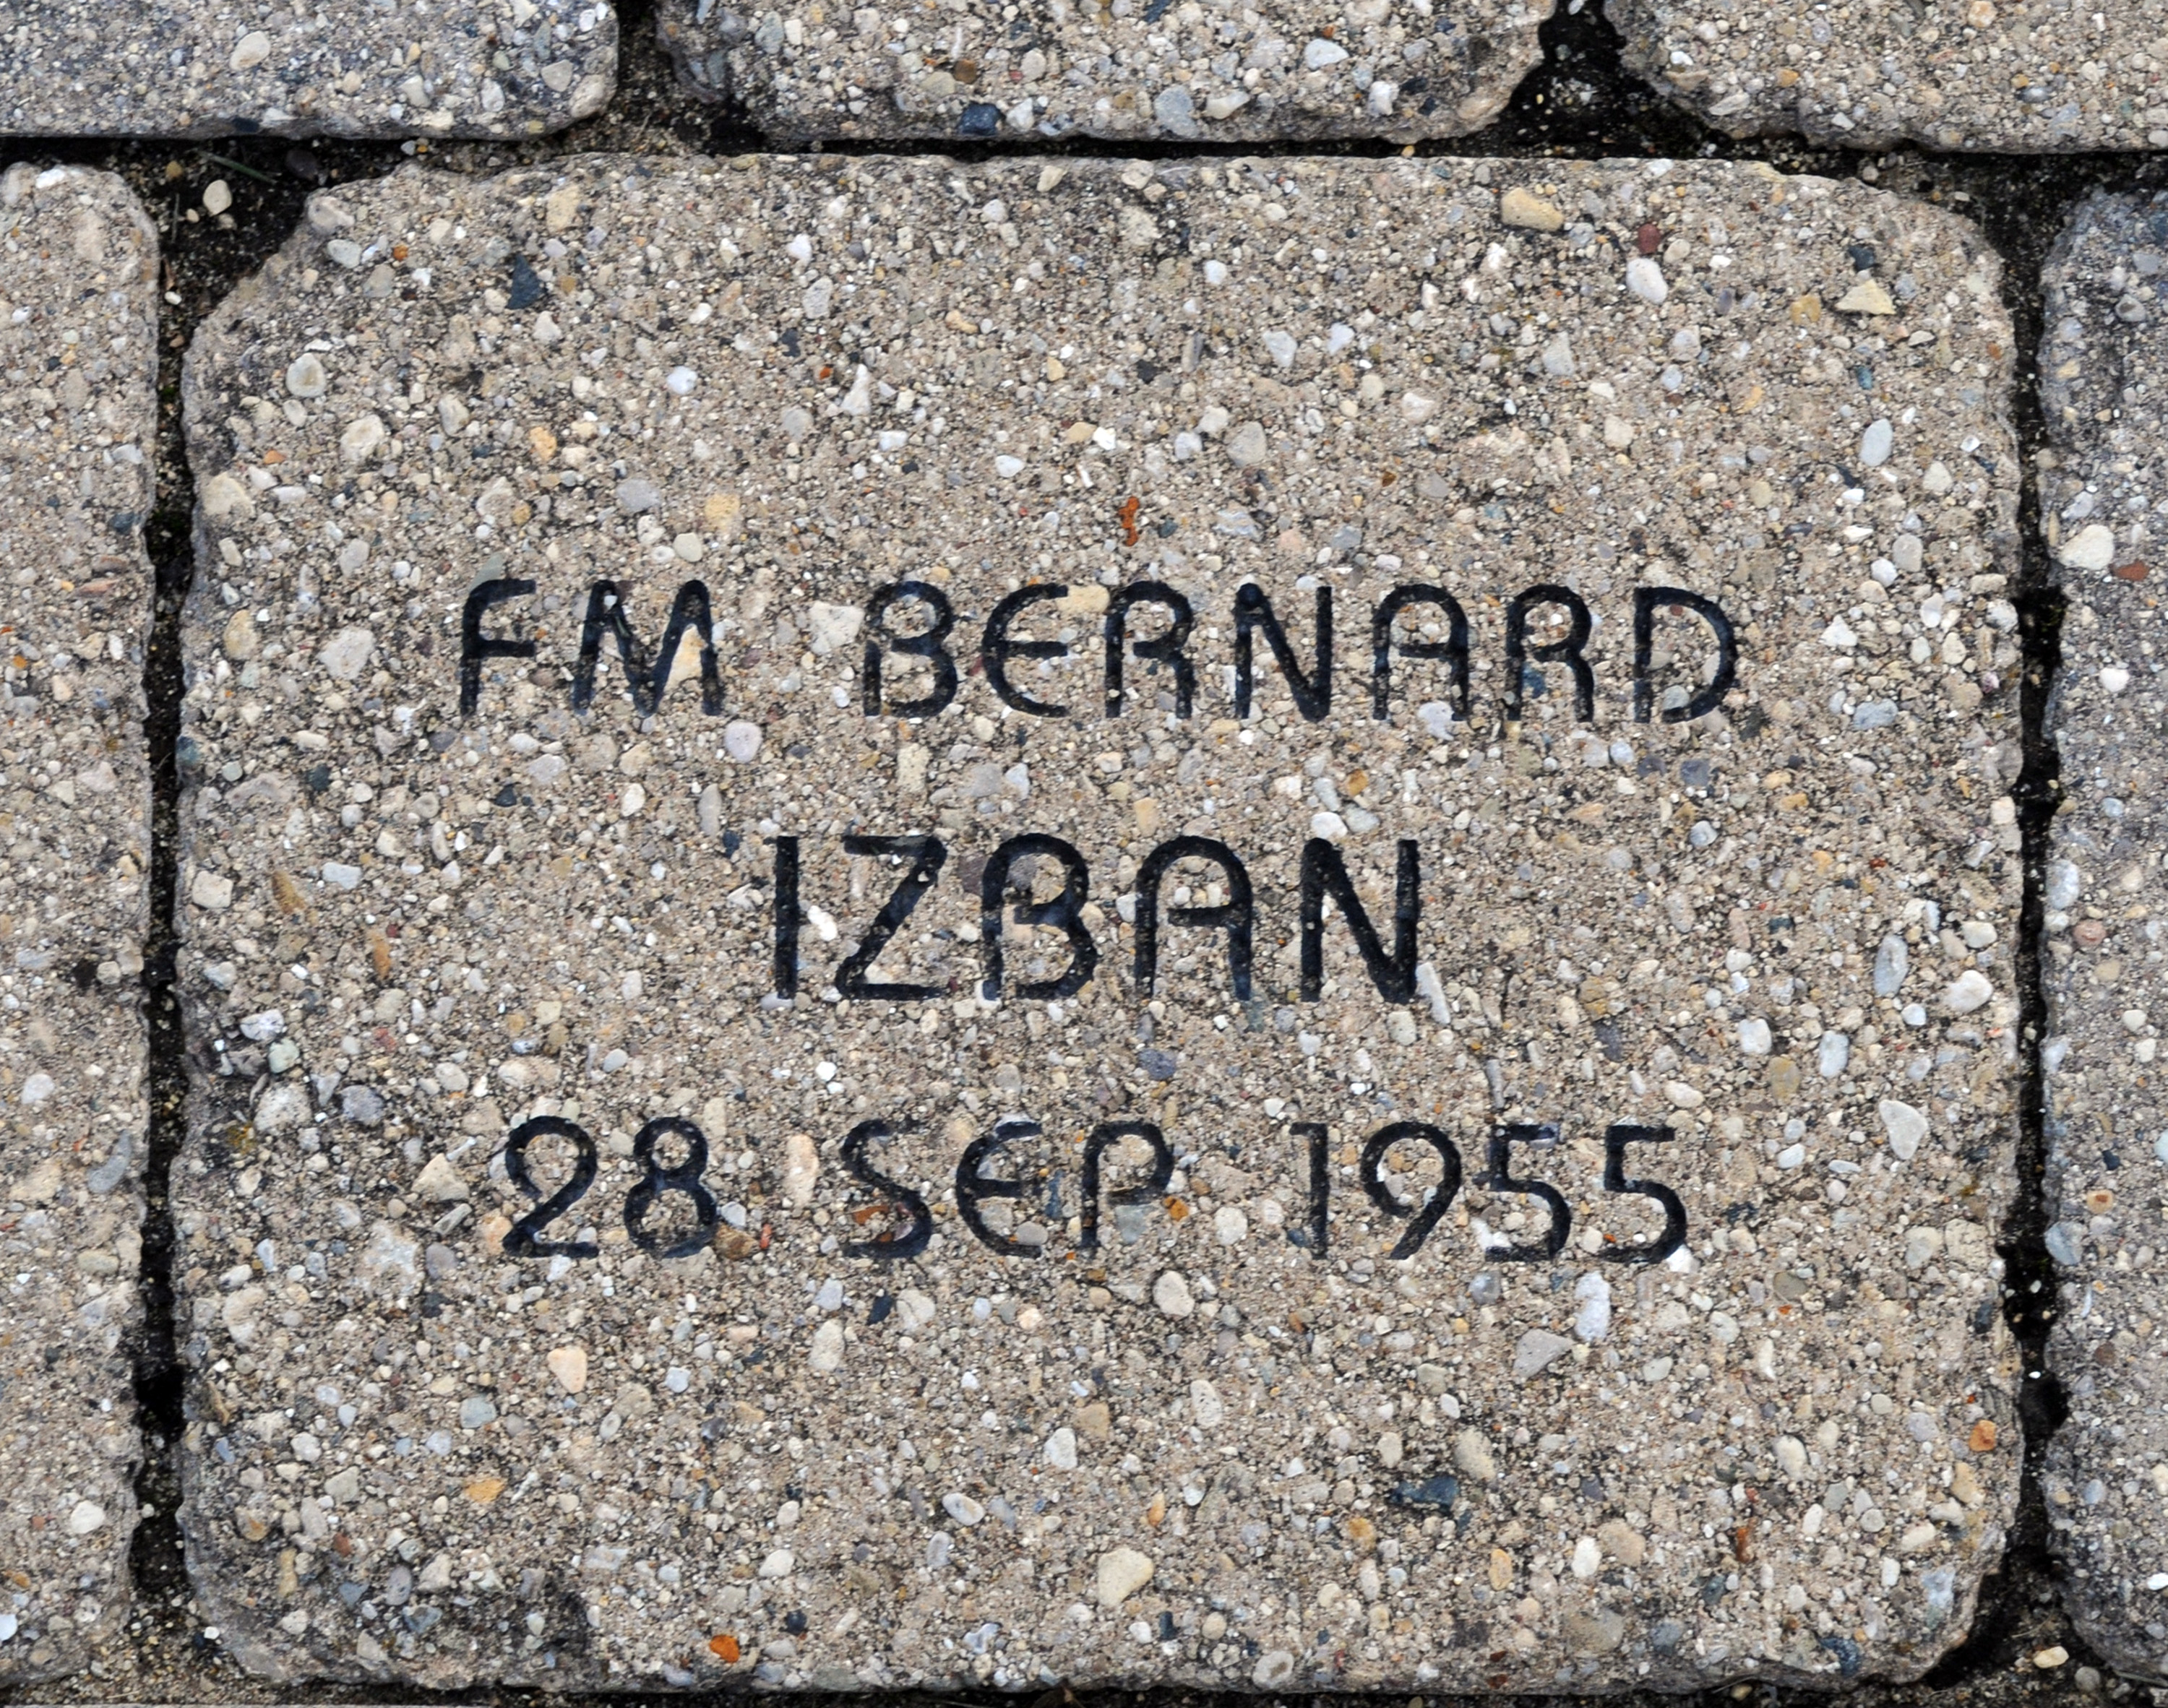 FM BERNARD
IZBAN
28 SEP 1955